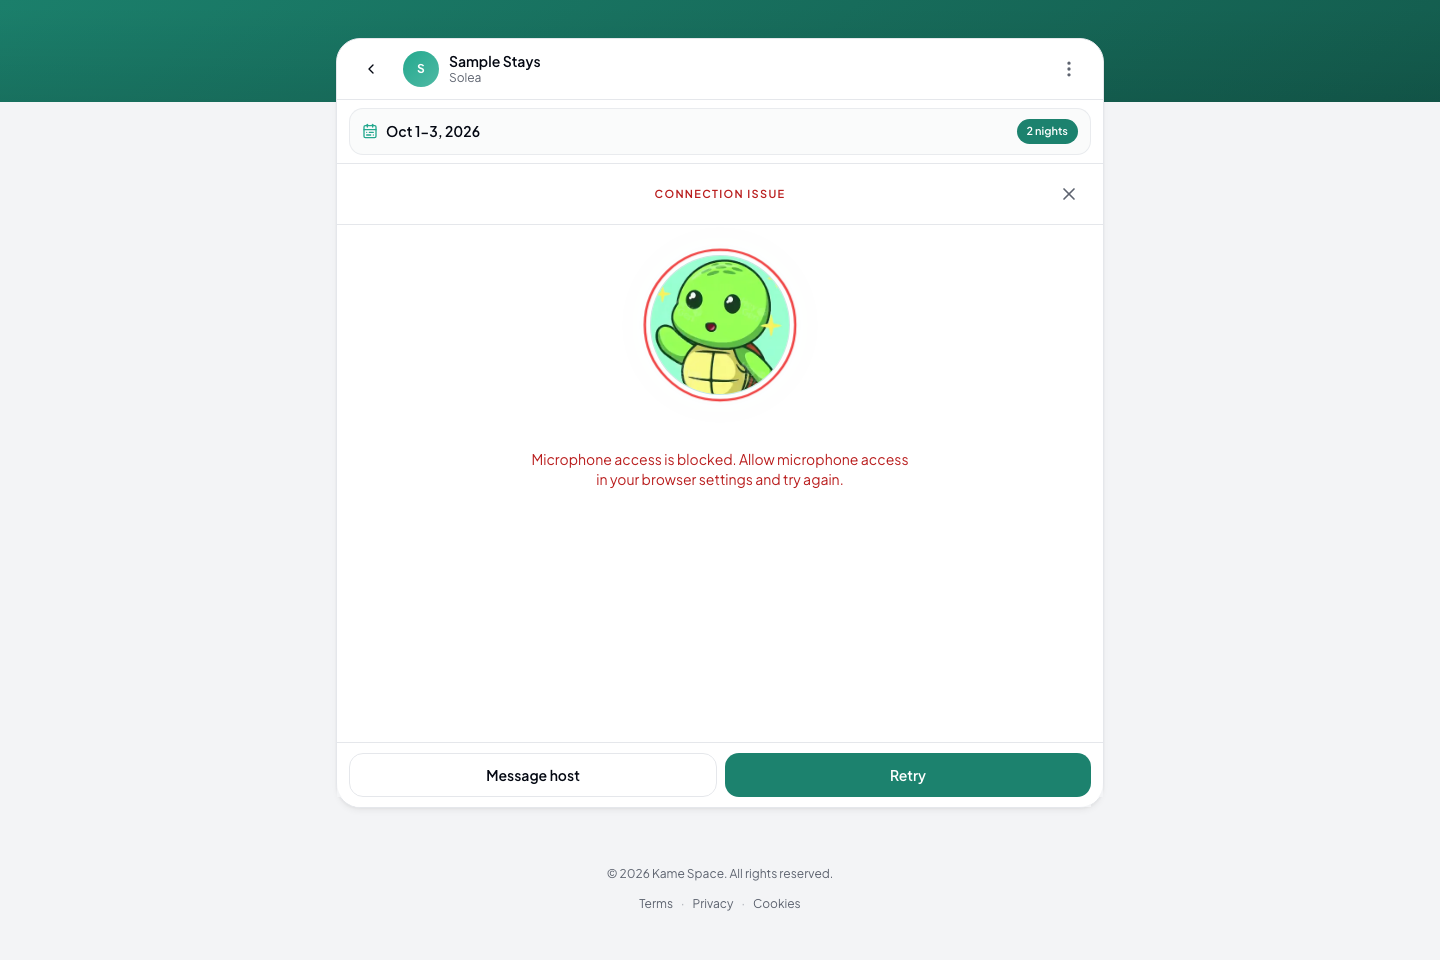 S
Sample Stays
Solea
Oct 1–3, 2026
2 nights
CONNECTION ISSUE
Microphone access is blocked. Allow microphone access
in your browser settings and try again.
Message host
Retry
© 2026 Kame Space. All rights reserved.
Terms · Privacy · Cookies